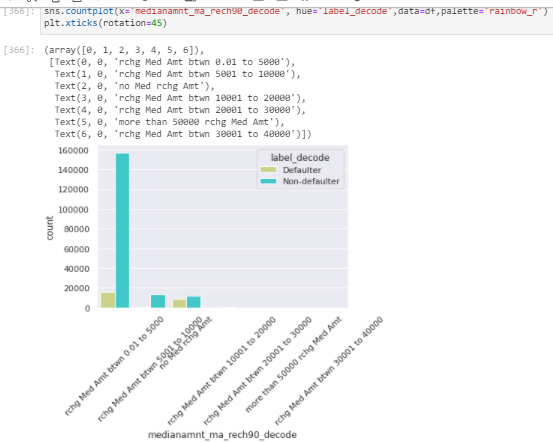 [366]: sns.countplot(x='medianamnt_ma_rech90_decode', hue='label_decode',data=df,palette='rainbow_r')
plt.xticks(rotation=45)
[366]: (array([0, 1, 2, 3, 4, 5, 6]),
[Text(0, 0, 'rchg Med Amt btwn 0.01 to 5000'),
Text(1, 0, 'rchg Med Amt btwn 5001 to 10000'),
Text(2, 0, 'no Med rchg Amt'),
Text(3, 0, 'rchg Med Amt btwn 10001 to 20000'),
Text(4, 0, 'rchg Med Amt btwn 20001 to 30000'),
Text(5, 0, 'more than 50000 rchg Med Amt'),
Text(6, 0, 'rchg Med Amt btwn 30001 to 40000')])
label_decode
Defaulter
Non-defaulter
160000
140000
120000
100000
80000
60000
40000
20000
0
count
rchg Med Amt btwn 0.01 to 5000
rchg Med Amt btwn 5001 to 10000
no Med rchg Amt
rchg Med Amt btwn 10001 to 20000
rchg Med Amt btwn 20001 to 30000
more than 50000 rchg Med Amt
rchg Med Amt btwn 30001 to 40000
medianamnt_ma_rech90_decode